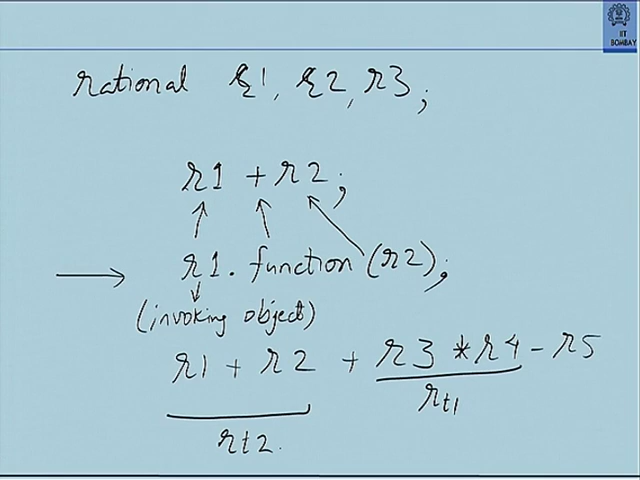 IIT
BOMBAY
rational r1, r2, r3;
r1 + r2;
r1. function (r2);
(invoking object)
r1 + r2 + r3 * r4 - r5
rt1
rt2.